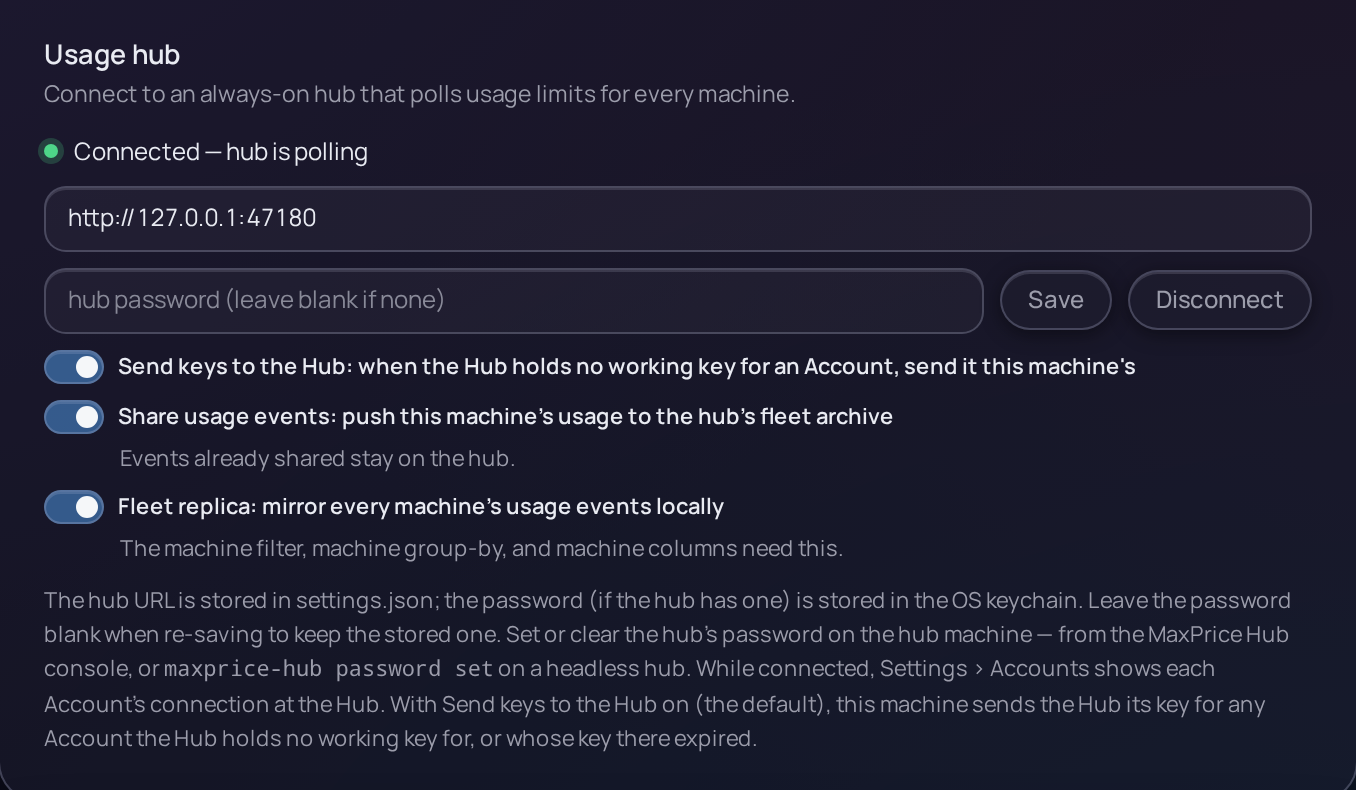 Usage hub
Connect to an always-on hub that polls usage limits for every machine.
Connected — hub is polling
http://127.0.0.1:47180
hub password (leave blank if none)
Save
Disconnect
Send keys to the Hub: when the Hub holds no working key for an Account, send it this machine's
Share usage events: push this machine’s usage to the hub’s fleet archive
Events already shared stay on the hub.
Fleet replica: mirror every machine’s usage events locally
The machine filter, machine group-by, and machine columns need this.
The hub URL is stored in settings.json; the password (if the hub has one) is stored in the OS keychain. Leave the password
blank when re-saving to keep the stored one. Set or clear the hub’s password on the hub machine — from the MaxPrice Hub
console, or maxprice-hub password set on a headless hub. While connected, Settings › Accounts shows each
Account’s connection at the Hub. With Send keys to the Hub on (the default), this machine sends the Hub its key for any
Account the Hub holds no working key for, or whose key there expired.